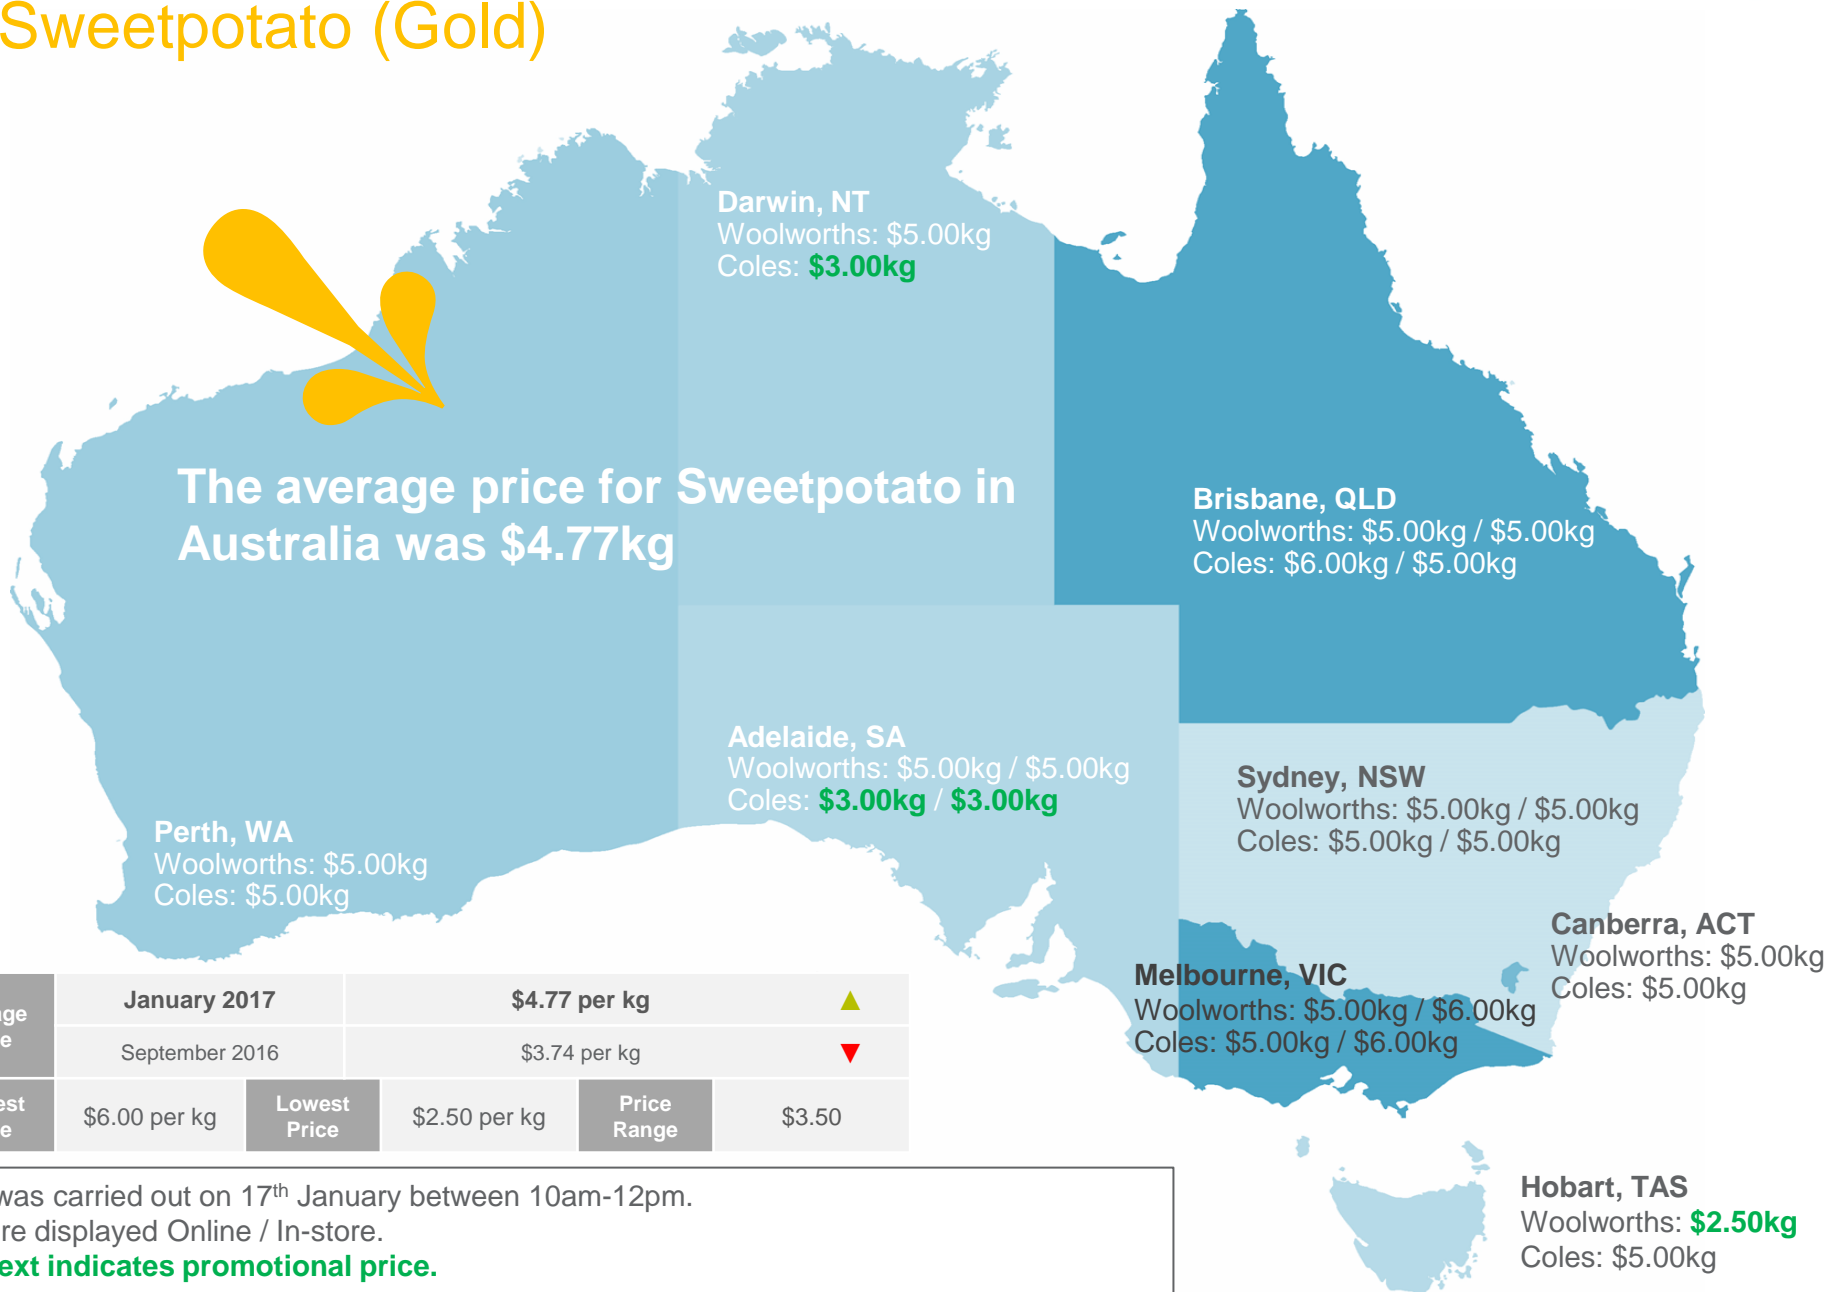 Sweetpotato (Gold)
Darwin, NT
Woolworths: $5.00kg
Coles: $3.00kg
The average price for Sweetpotato in
Australia was $4.77kg
Brisbane, QLD
Woolworths: $5.00kg / $5.00kg
Coles: $6.00kg / $5.00kg
Adelaide, SA
Woolworths: $5.00kg / $5.00kg
Coles: $3.00kg / $3.00kg
Sydney, NSW
Woolworths: $5.00kg / $5.00kg
Coles: $5.00kg / $5.00kg
Perth, WA
Woolworths: $5.00kg
Coles: $5.00kg
Canberra, ACT
Woolworths: $5.00kg
Coles: $5.00kg
Melbourne, VIC
Woolworths: $5.00kg / $6.00kg
Coles: $5.00kg / $6.00kg
January 2017 $4.77 per kg ▲
September 2016 $3.74 per kg ▼
$6.00 per kg Lowest Price $2.50 per kg Price Range $3.50
Hobart, TAS
Woolworths: $2.50kg
Coles: $5.00kg
was carried out on 17th January between 10am-12pm.
re displayed Online / In-store.
ext indicates promotional price.